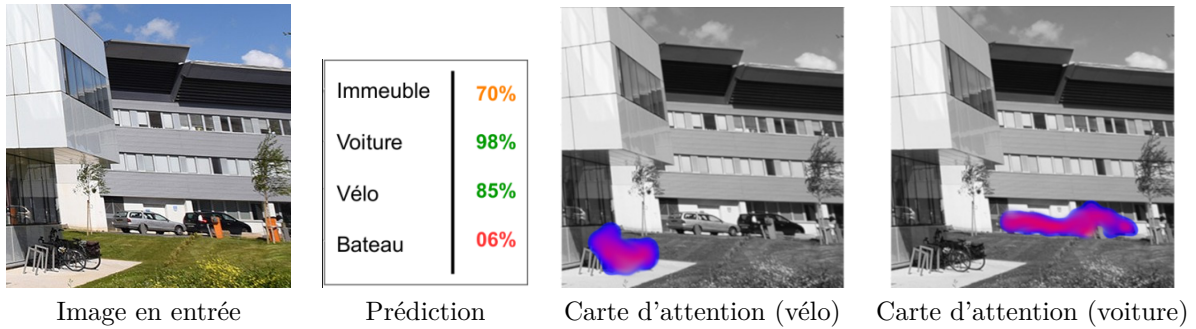 Immeuble 70%
Voiture 98%
Vélo 85%
Bateau 06%
Image en entrée
Prédiction
Carte d'attention (vélo)
Carte d'attention (voiture)